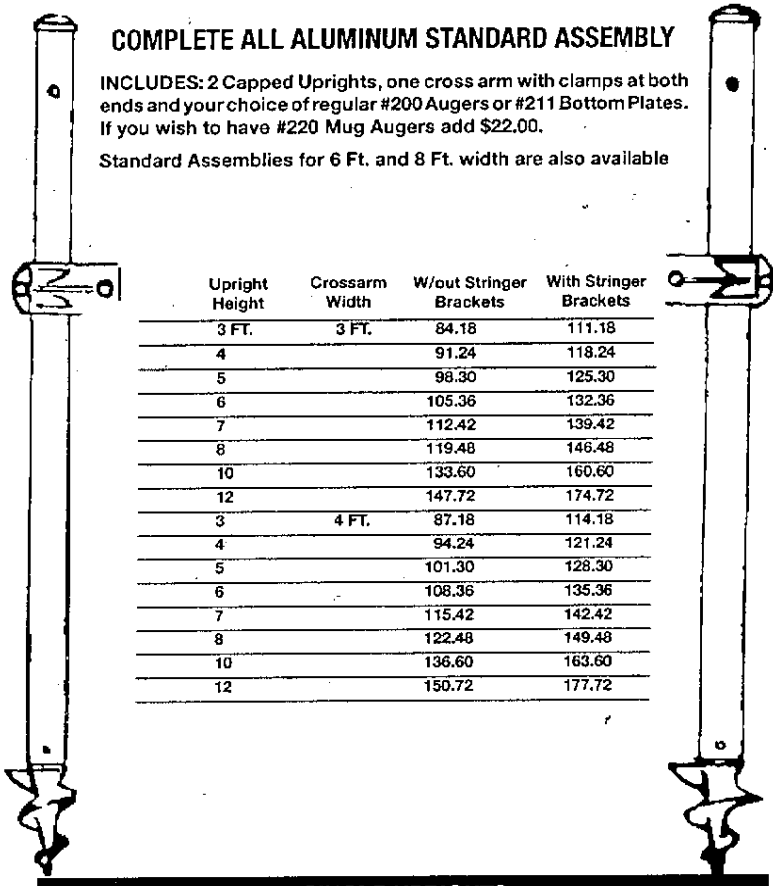 COMPLETE ALL ALUMINUM STANDARD ASSEMBLY
INCLUDES: 2 Capped Uprights, one cross arm with clamps at both
ends and your choice of regular #200 Augers or #211 Bottom Plates.
If you wish to have #220 Mug Augers add $22.00.
Standard Assemblies for 6 Ft. and 8 Ft. width are also available
Upright Height Crossarm Width W/out Stringer Brackets With Stringer Brackets
3 FT. 3 FT. 84.18 111.18
4 91.24 118.24
5 98.30 125.30
6 105.36 132.36
7 112.42 139.42
8 119.48 146.48
10 133.60 160.60
12 147.72 174.72
3 4 FT. 87.18 114.18
4 94.24 121.24
5 101.30 128.30
6 108.36 135.36
7 115.42 142.42
8 122.48 149.48
10 136.60 163.60
12 150.72 177.72